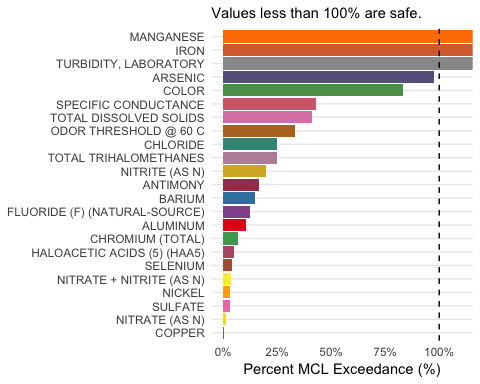 Values less than 100% are safe.
MANGANESE
IRON
TURBIDITY, LABORATORY
ARSENIC
COLOR
SPECIFIC CONDUCTANCE
TOTAL DISSOLVED SOLIDS
ODOR THRESHOLD @ 60 C
CHLORIDE
TOTAL TRIHALOMETHANES
NITRITE (AS N)
ANTIMONY
BARIUM
FLUORIDE (F) (NATURAL-SOURCE)
ALUMINUM
CHROMIUM (TOTAL)
HALOACETIC ACIDS (5) (HAA5)
SELENIUM
NITRATE + NITRITE (AS N)
NICKEL
SULFATE
NITRATE (AS N)
COPPER
0% 25% 50% 75% 100%
Percent MCL Exceedance (%)